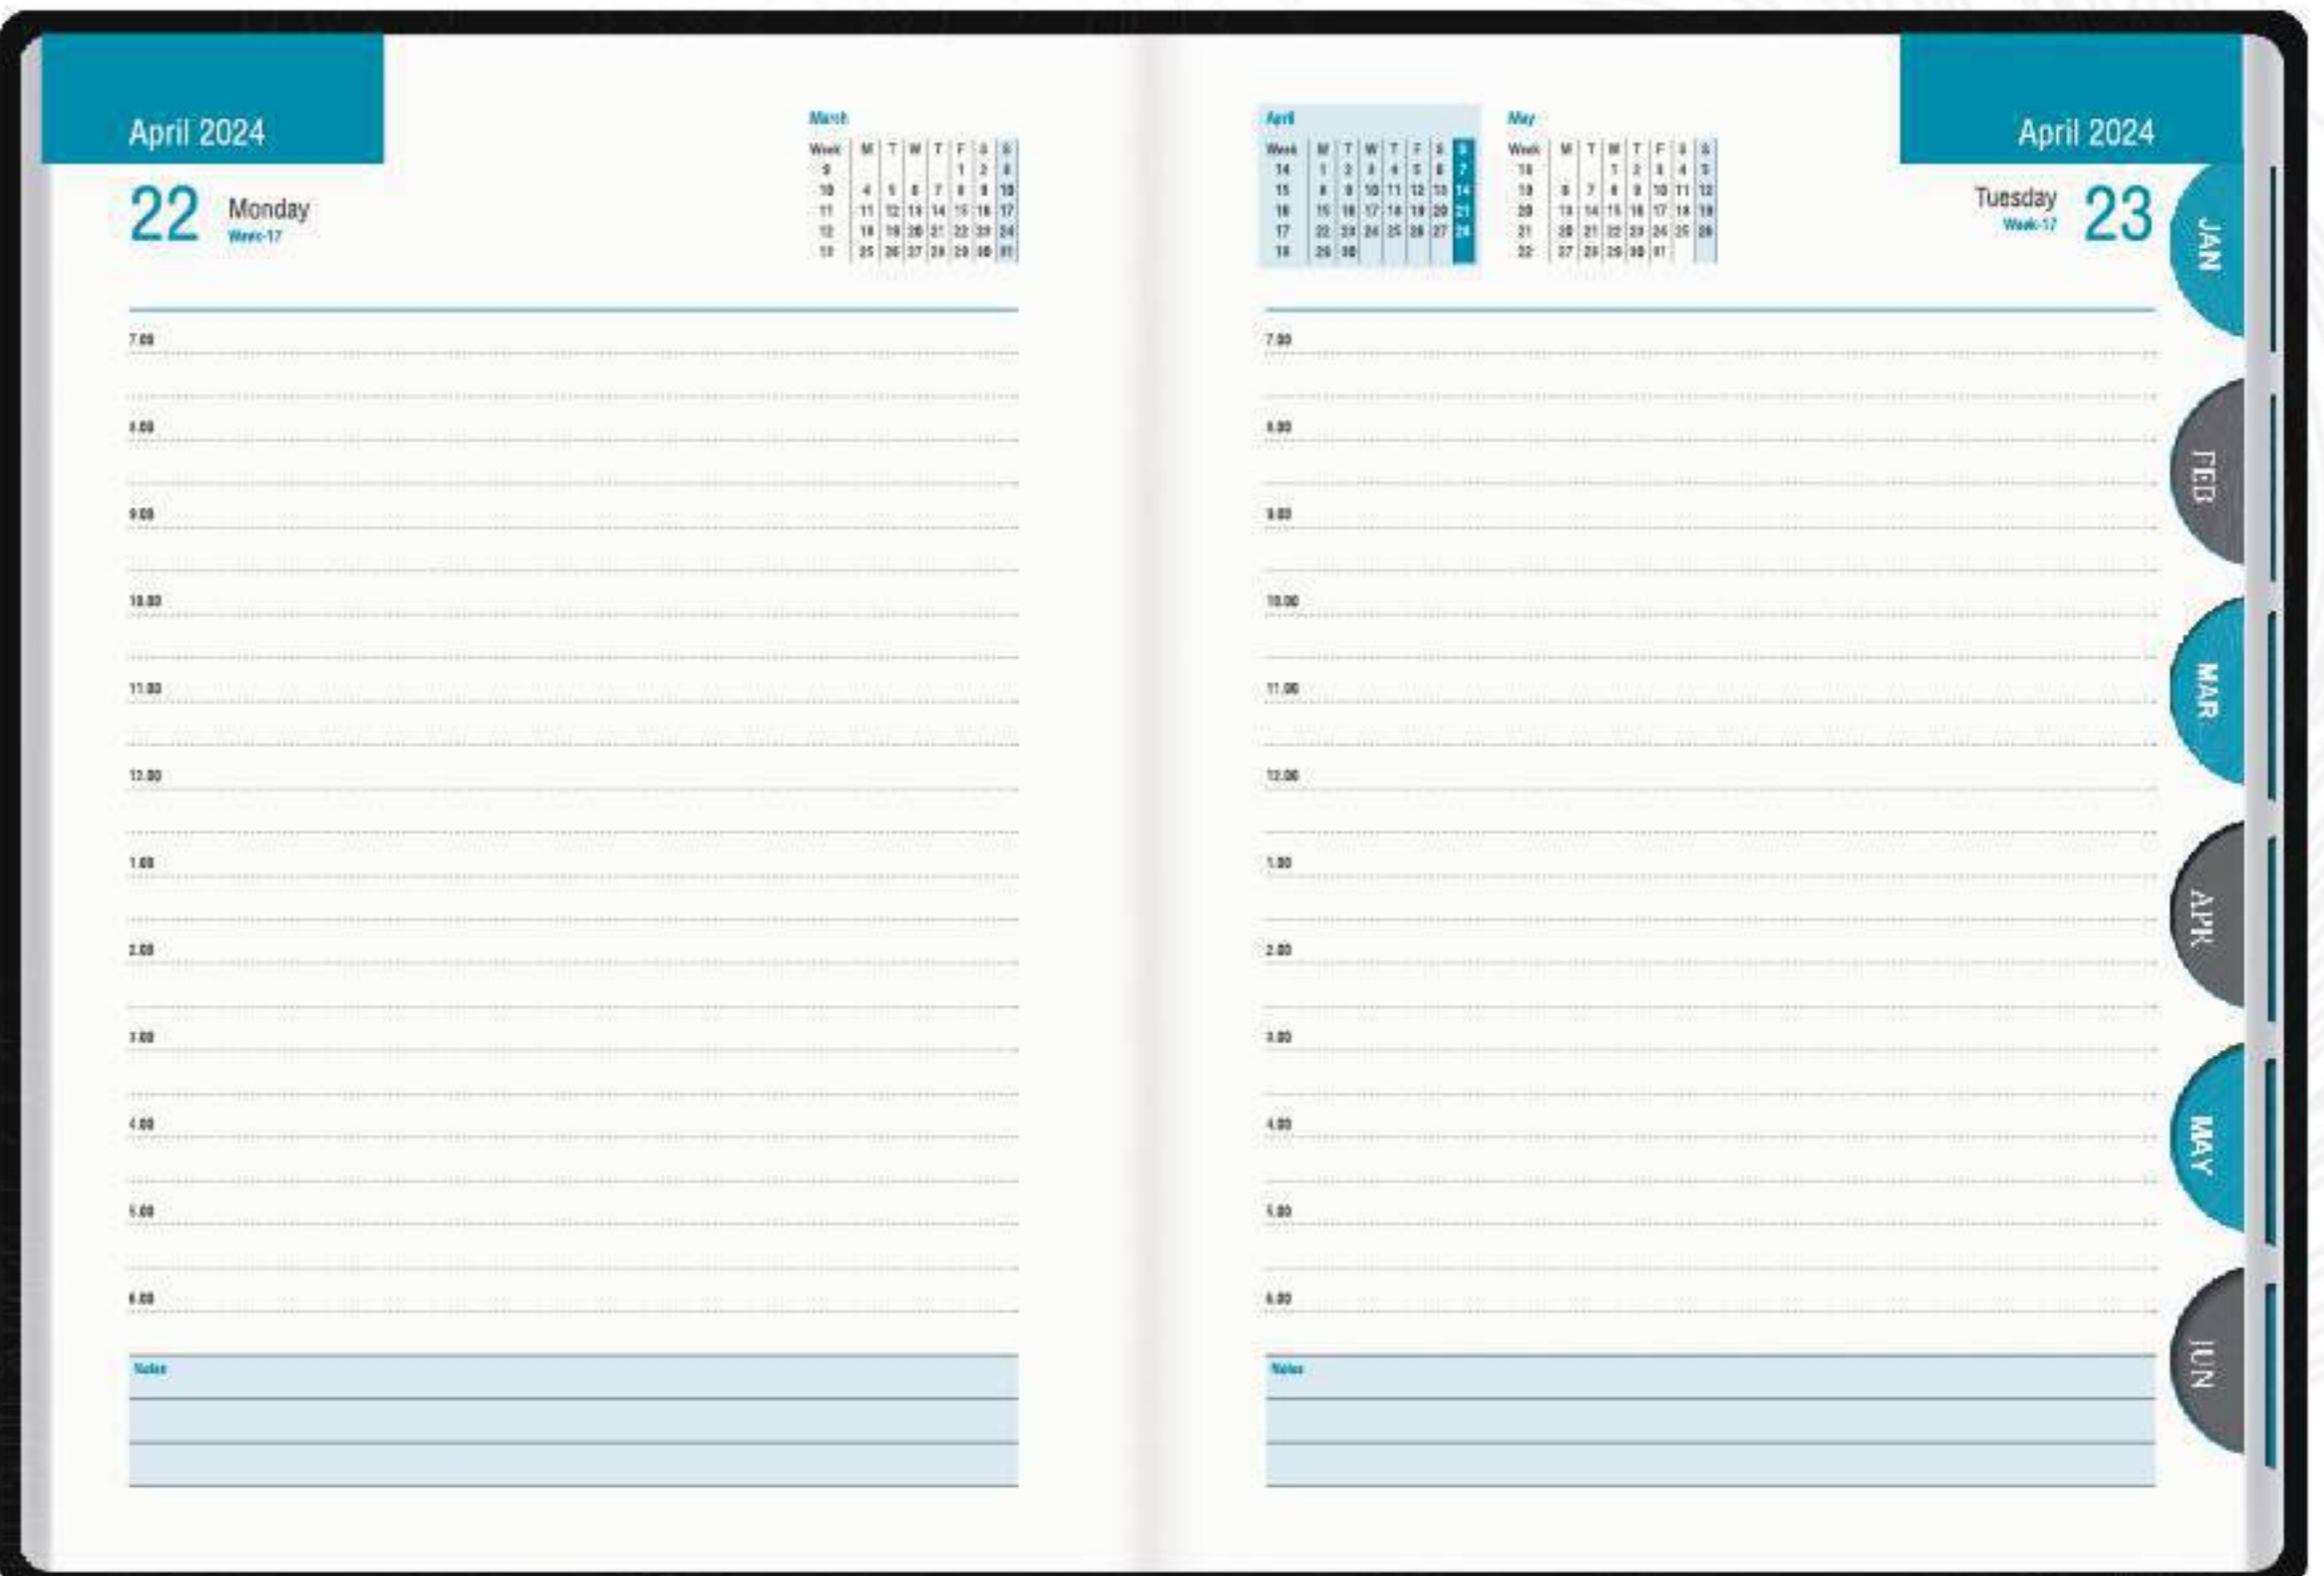 April 2024
22 Monday
Week-17
March
Week M T W T F S S
9 1 2 3
10 4 5 6 7 8 9 10
11 11 12 13 14 15 16 17
12 18 19 20 21 22 23 24
13 25 26 27 28 29 30 31
7.00
8.00
9.00
10.00
11.00
12.00
1.00
2.00
3.00
4.00
5.00
6.00
Notes
April
Week M T W T F S S
14 1 2 3 4 5 6 7
15 8 9 10 11 12 13 14
16 15 16 17 18 19 20 21
17 22 23 24 25 26 27 28
18 29 30
May
Week M T W T F S S
18 1 2 3 4 5
19 6 7 8 9 10 11 12
20 13 14 15 16 17 18 19
21 20 21 22 23 24 25 26
22 27 28 29 30 31
April 2024
Tuesday 23
Week-17
7.00
8.00
9.00
10.00
11.00
12.00
1.00
2.00
3.00
4.00
5.00
6.00
Notes
JAN
FEB
MAR
APR
MAY
JUN